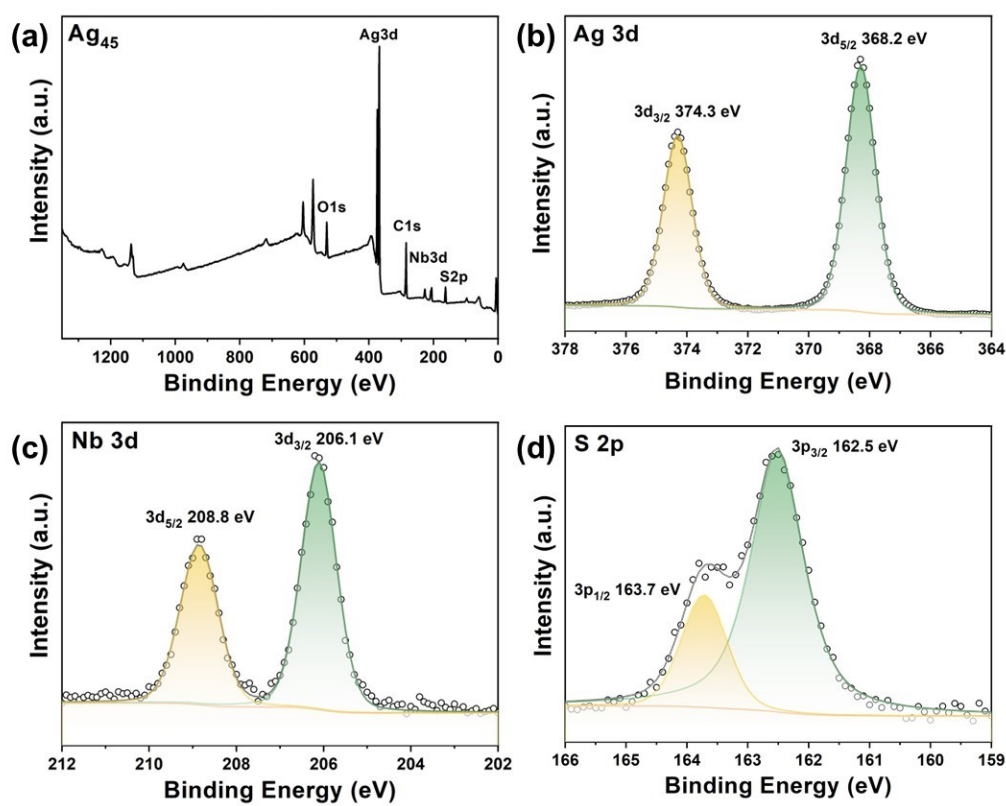 (a) Ag45
Ag3d
O1s
C1s
Nb3d
S2p
Intensity (a.u.)
1200 1000 800 600 400 200 0
Binding Energy (eV)
(b) Ag 3d
3d5/2 368.2 eV
3d3/2 374.3 eV
Intensity (a.u.)
378 376 374 372 370 368 366 364
Binding Energy (eV)
(c) Nb 3d
3d3/2 206.1 eV
3d5/2 208.8 eV
Intensity (a.u.)
212 210 208 206 204 202
Binding Energy (eV)
(d) S 2p
3p3/2 162.5 eV
3p1/2 163.7 eV
Intensity (a.u.)
166 165 164 163 162 161 160 159
Binding Energy (eV)